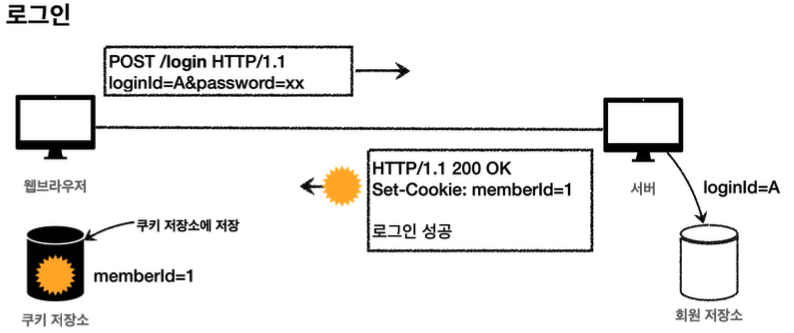 로그인
POST /login HTTP/1.1
loginId=A&password=xx
웹브라우저
HTTP/1.1 200 OK
Set-Cookie: memberId=1
로그인 성공
서버
loginId=A
쿠키 저장소에 저장
memberId=1
쿠키 저장소
회원 저장소